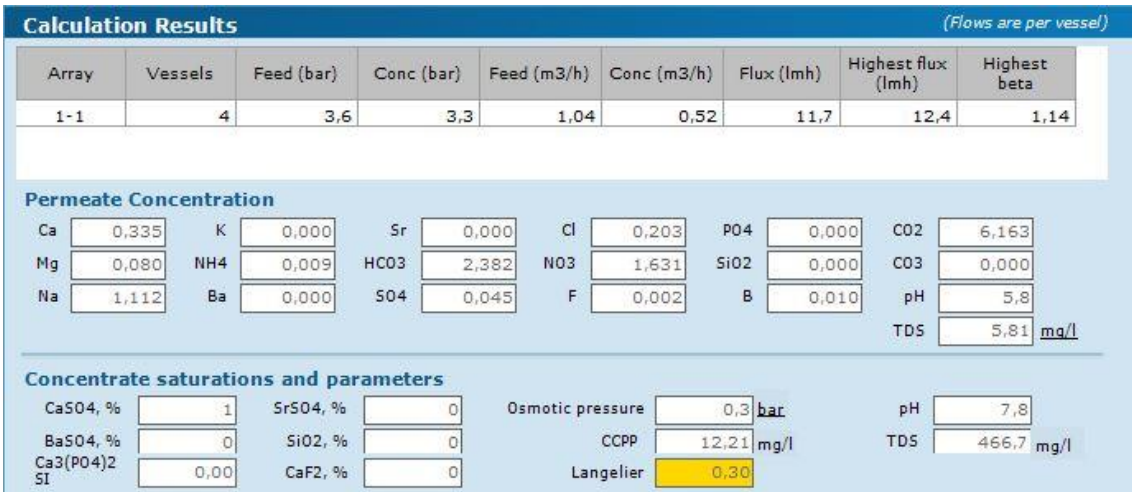 Calculation Results (Flows are per vessel)
Array Vessels Feed (bar) Conc (bar) Feed (m3/h) Conc (m3/h) Flux (lmh) Highest flux (lmh) Highest beta
1-1 4 3,6 3,3 1,04 0,52 11,7 12,4 1,14
Permeate Concentration
Ca 0,335 K 0,000 Sr 0,000 Cl 0,203 PO4 0,000 CO2 6,163
Mg 0,080 NH4 0,009 HCO3 2,382 NO3 1,631 SiO2 0,000 CO3 0,000
Na 1,112 Ba 0,000 SO4 0,045 F 0,002 B 0,010 pH 5,8
TDS 5,81 mg/l
Concentrate saturations and parameters
CaSO4, % 1 SrSO4, % 0 Osmotic pressure 0,3 bar pH 7,8
BaSO4, % 0 SiO2, % 0 CCPP 12,21 mg/l TDS 466,7 mg/l
Ca3(PO4)2 SI 0,00 CaF2, % 0 Langelier 0,30